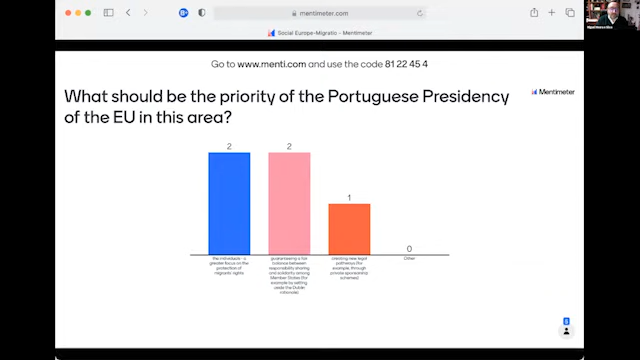 mentimeter.com
Social Europe-Migratio - Mentimeter
Go to www.menti.com and use the code 81 22 45 4
What should be the priority of the Portuguese Presidency
of the EU in this area?
Mentimeter
2
2
1
0
The individuals - a
greater focus on the
protection of
migrants' rights
guaranteeing a fair
balance between
responsibility sharing
and solidarity among
Member States (for
example by setting
aside the Dublin
rationale)
creating new legal
pathways (for
example, through
private sponsorship
schemes)
Other
5